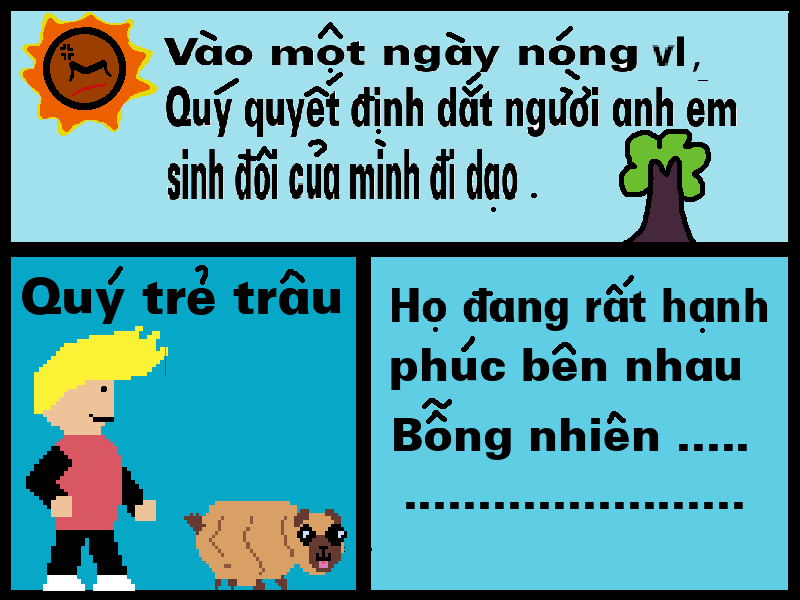 Vào một ngày nóng vl,
Quý quyết định dắt người anh em
sinh đôi của mình đi dạo .
Quý trẻ trâu
Họ đang rất hạnh
phúc bên nhau
Bỗng nhiên .....
.......................